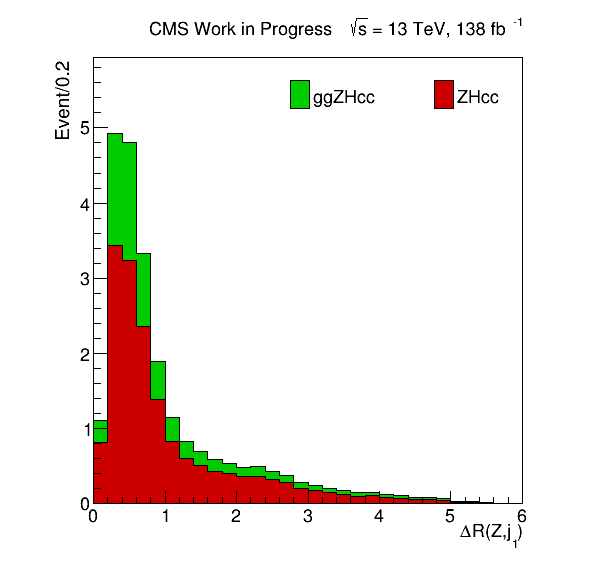 CMS Work in Progress √s = 13 TeV, 138 fb⁻¹
Event/0.2
ggZHcc ZHcc
5
4
3
2
1
0
0 1 2 3 4 5 6
ΔR(Z,j₁)